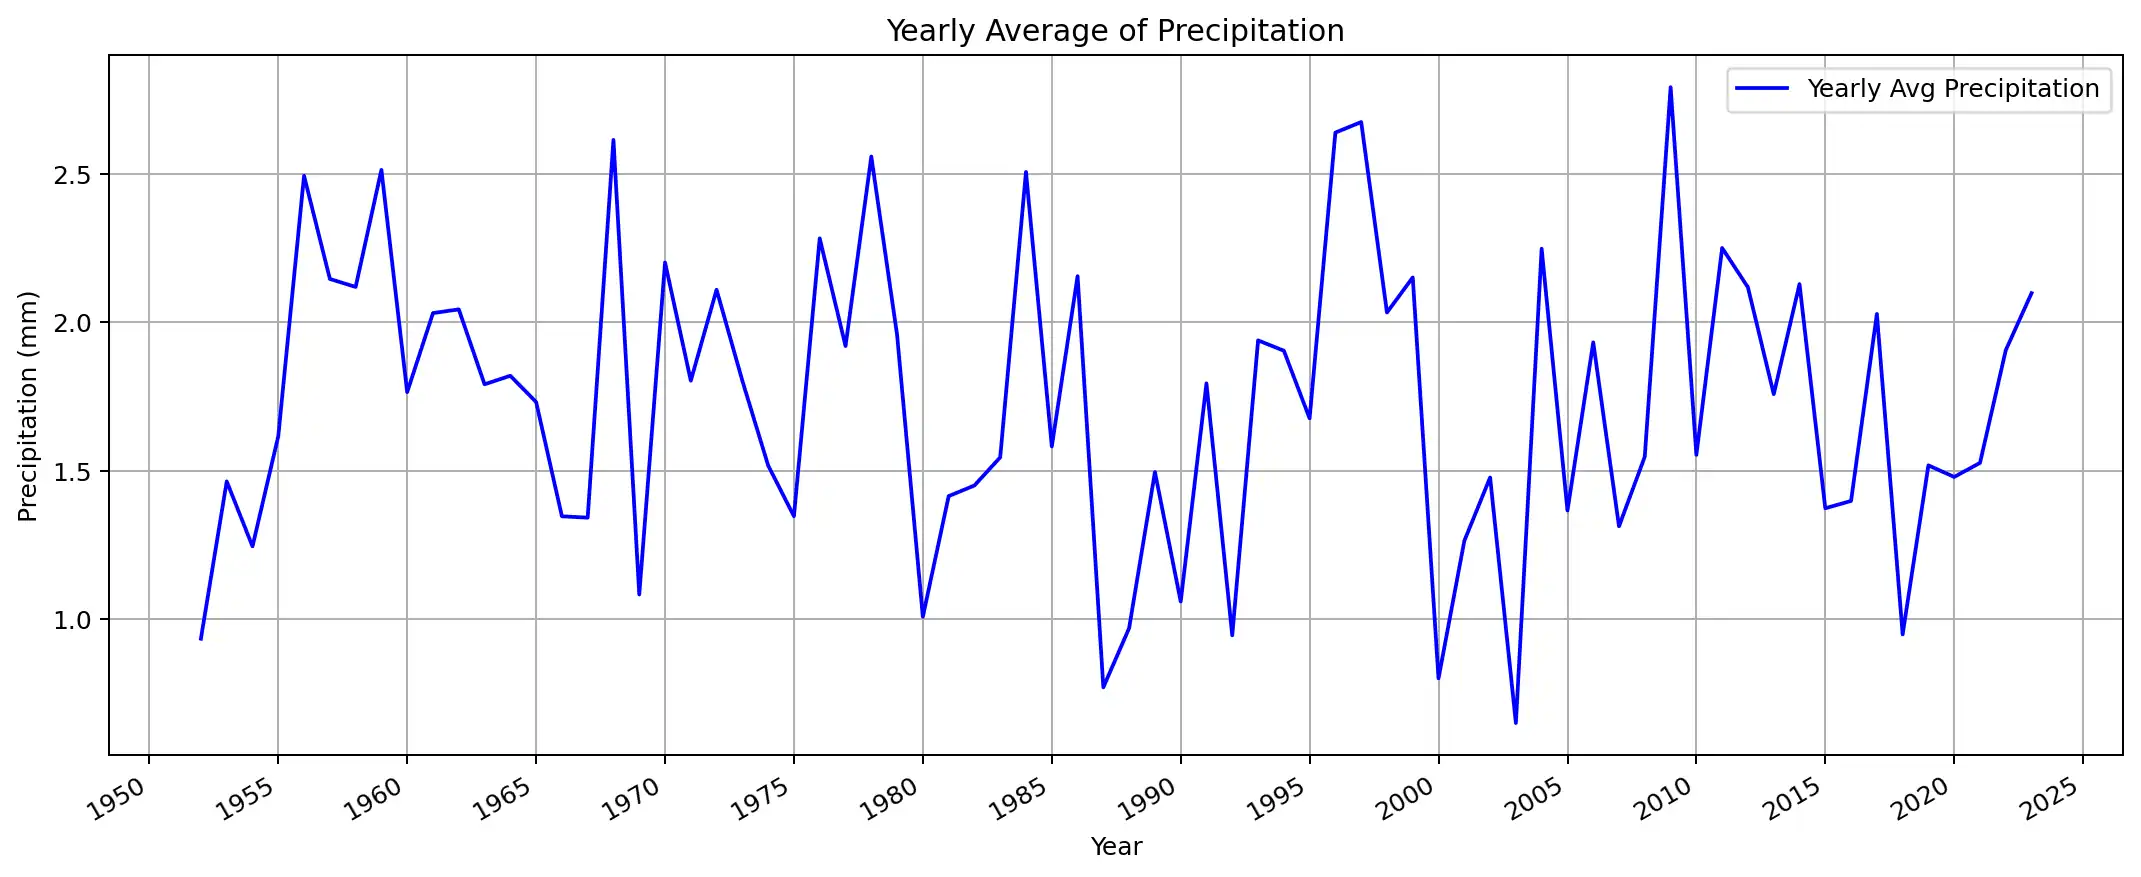 Yearly Average of Precipitation
Yearly Avg Precipitation
Precipitation (mm)
2.5
2.0
1.5
1.0
1950 1955 1960 1965 1970 1975 1980 1985 1990 1995 2000 2005 2010 2015 2020 2025
Year